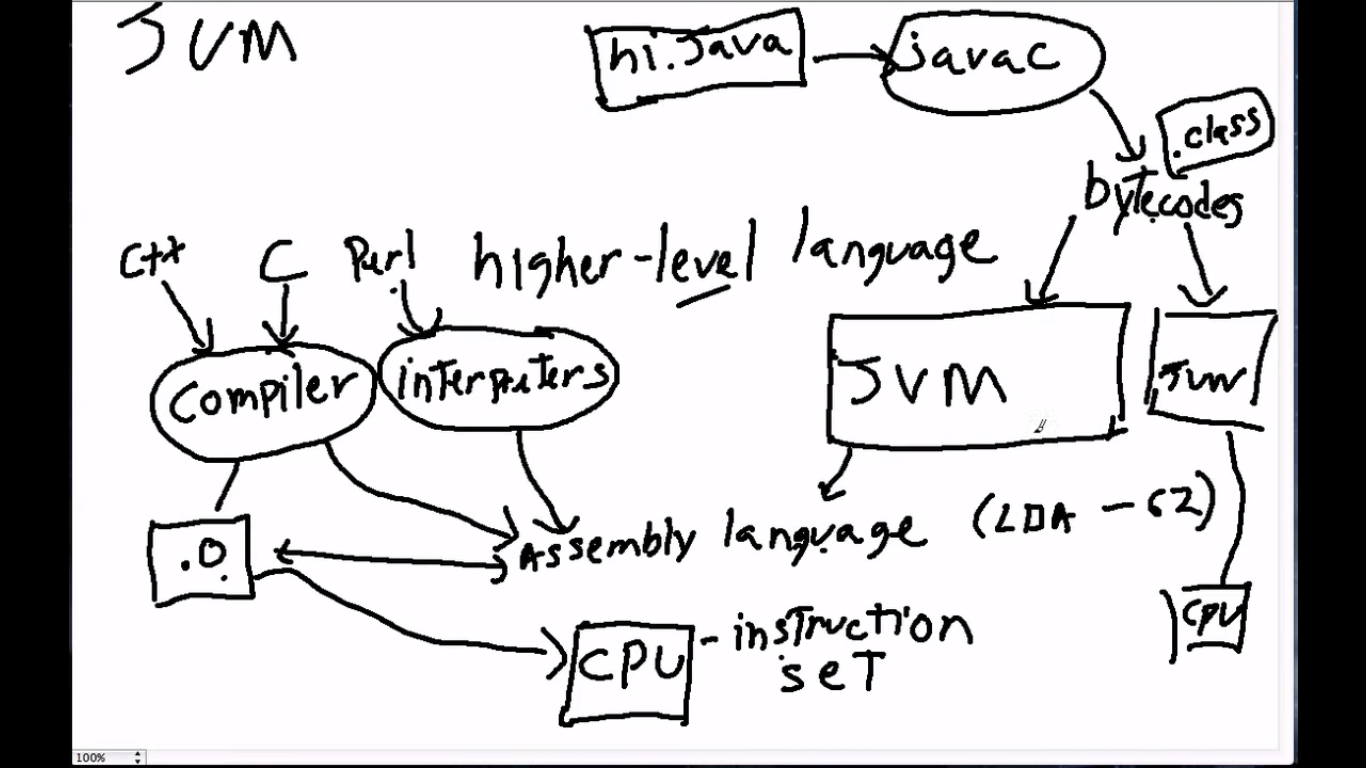 JVM
hi.java
javac
.class
bytecodes
C++
C
Perl
higher-level language
compiler
interpreters
JVM
JVM
Assembly language (LDA - 62)
.O
CPU
- instruction
set
CPU
100%